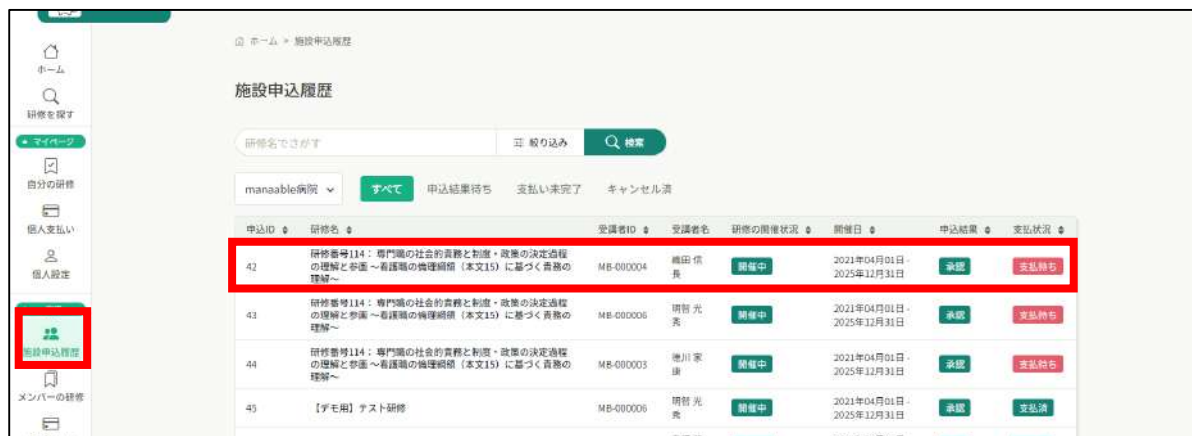 ホーム > 施設申込履歴
ホーム
研修を探す
マイページ
自分の研修
個人支払い
個人設定
施設申込履歴
メンバーの研修
施設申込履歴
研修名でさがす
絞り込み
検索
manaable病院
すべて
申込結果待ち
支払い未完了
キャンセル済
申込ID 研修名 受講者ID 受講者名 研修の開催状況 開催日 申込結果 支払状況
42
研修番号114： 専門職の社会的責務と制度・政策の決定過程
の理解と参画 ～看護職の倫理綱領（本文15）に基づく責務の
理解～
MB-000004
織田 信
長
開催中
2021年04月01日 -
2025年12月31日
承認
支払待ち
43
研修番号114： 専門職の社会的責務と制度・政策の決定過程
の理解と参画 ～看護職の倫理綱領（本文15）に基づく責務の
理解～
MB-000006
明智 光
秀
開催中
2021年04月01日 -
2025年12月31日
承認
支払待ち
44
研修番号114： 専門職の社会的責務と制度・政策の決定過程
の理解と参画 ～看護職の倫理綱領（本文15）に基づく責務の
理解～
MB-000003
徳川 家
康
開催中
2021年04月01日 -
2025年12月31日
承認
支払待ち
45
【デモ用】テスト研修
MB-000006
明智 光
秀
開催中
2021年04月01日 -
2025年12月31日
承認
支払済